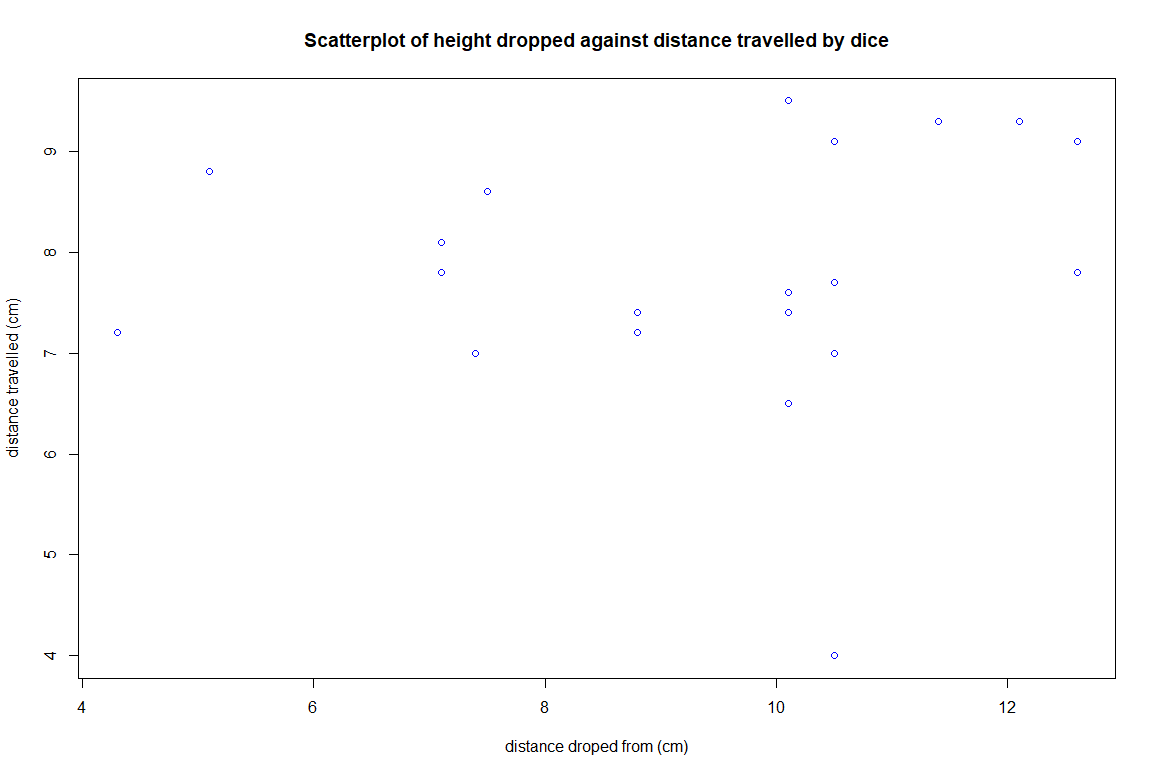 Scatterplot of height dropped against distance travelled by dice
distance travelled (cm)
9
8
7
6
5
4
4 6 8 10 12
distance droped from (cm)